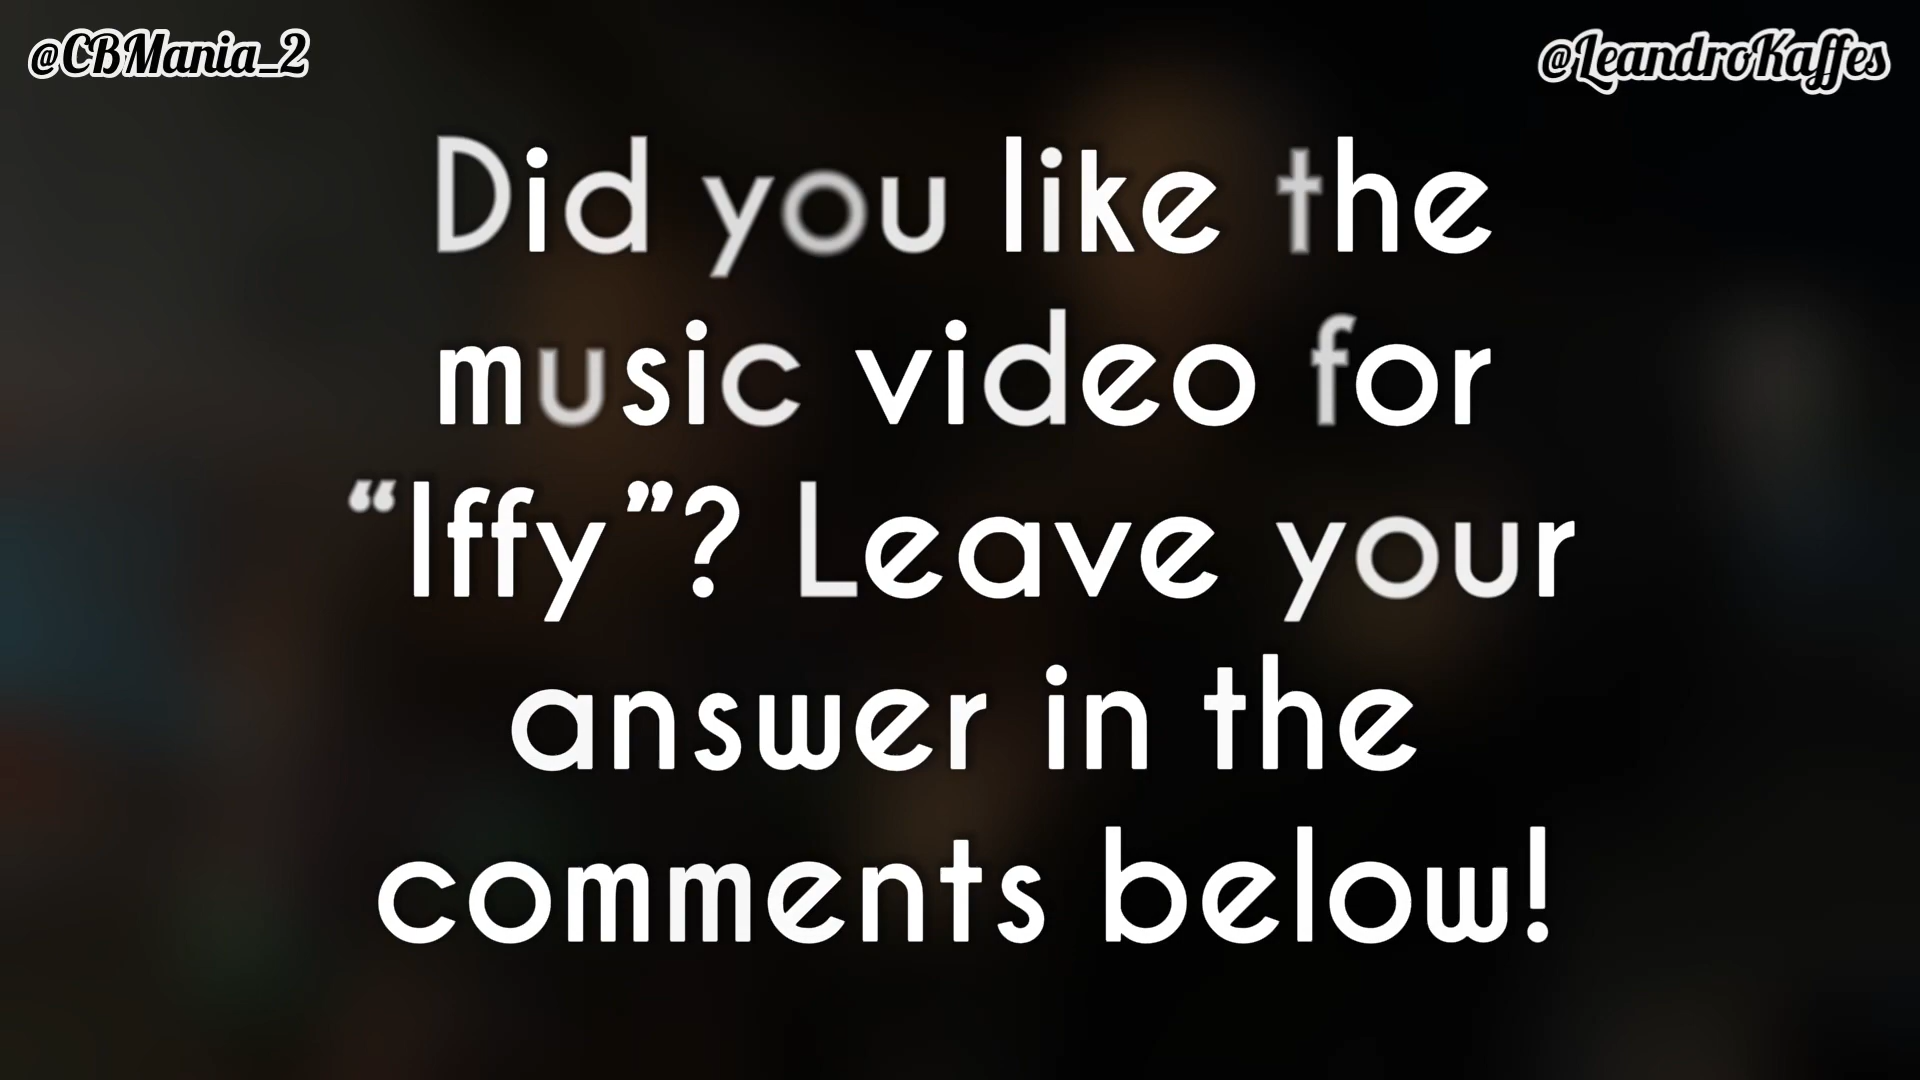 @CBMania_2
@LeandroKaffes
Did you like the
music video for
“Iffy”? Leave your
answer in the
comments below!